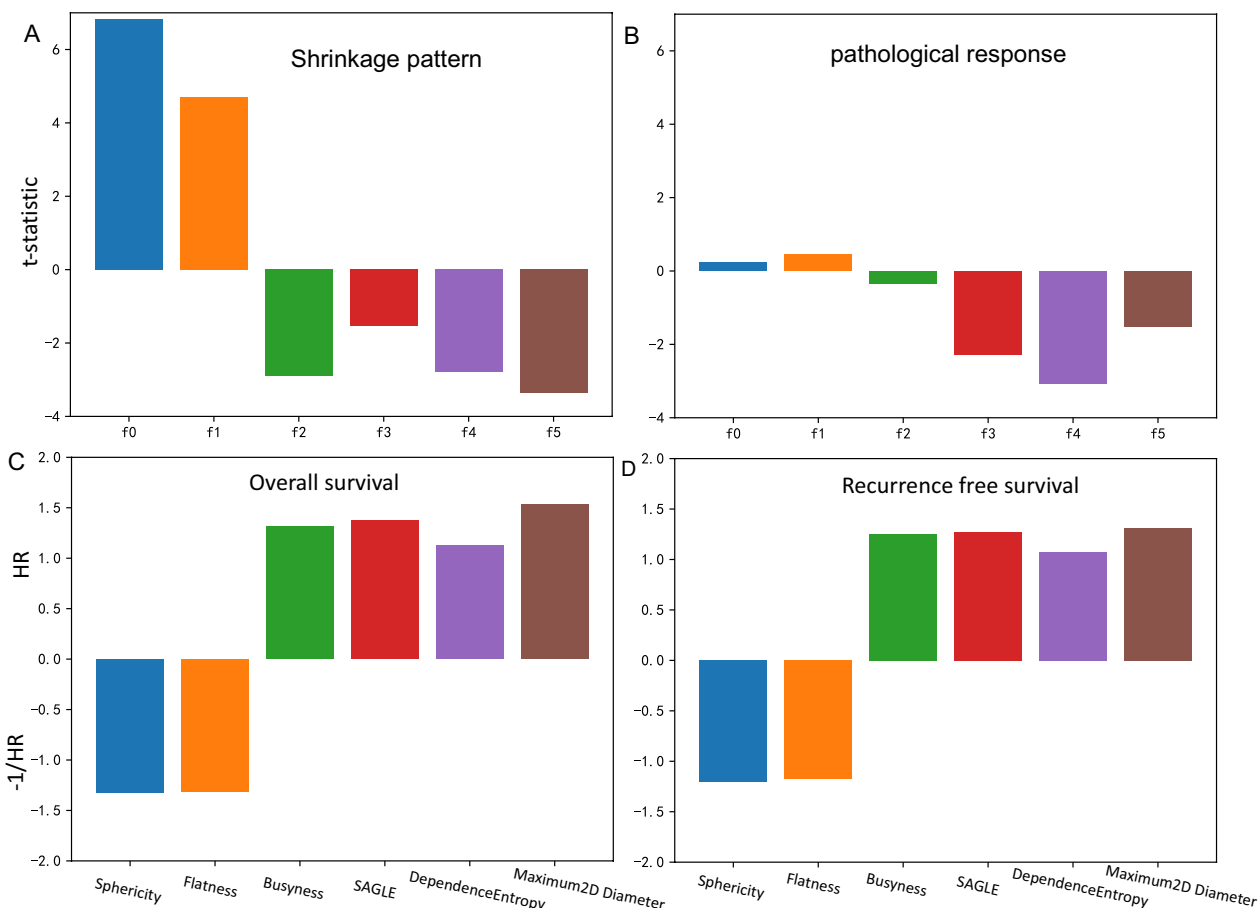 A
Shrinkage pattern
t-statistic
6
4
2
0
−2
−4
f0 f1 f2 f3 f4 f5
B
pathological response
6
4
2
0
−2
−4
f0 f1 f2 f3 f4 f5
C
Overall survival
HR
-1/HR
2.0
1.5
1.0
0.5
0.0
−0.5
−1.0
−1.5
−2.0
Sphericity Flatness Busyness SAGLE DependenceEntropy Maximum2D Diameter
D
Recurrence free survival
2.0
1.5
1.0
0.5
0.0
−0.5
−1.0
−1.5
−2.0
Sphericity Flatness Busyness SAGLE DependenceEntropy Maximum2D Diameter